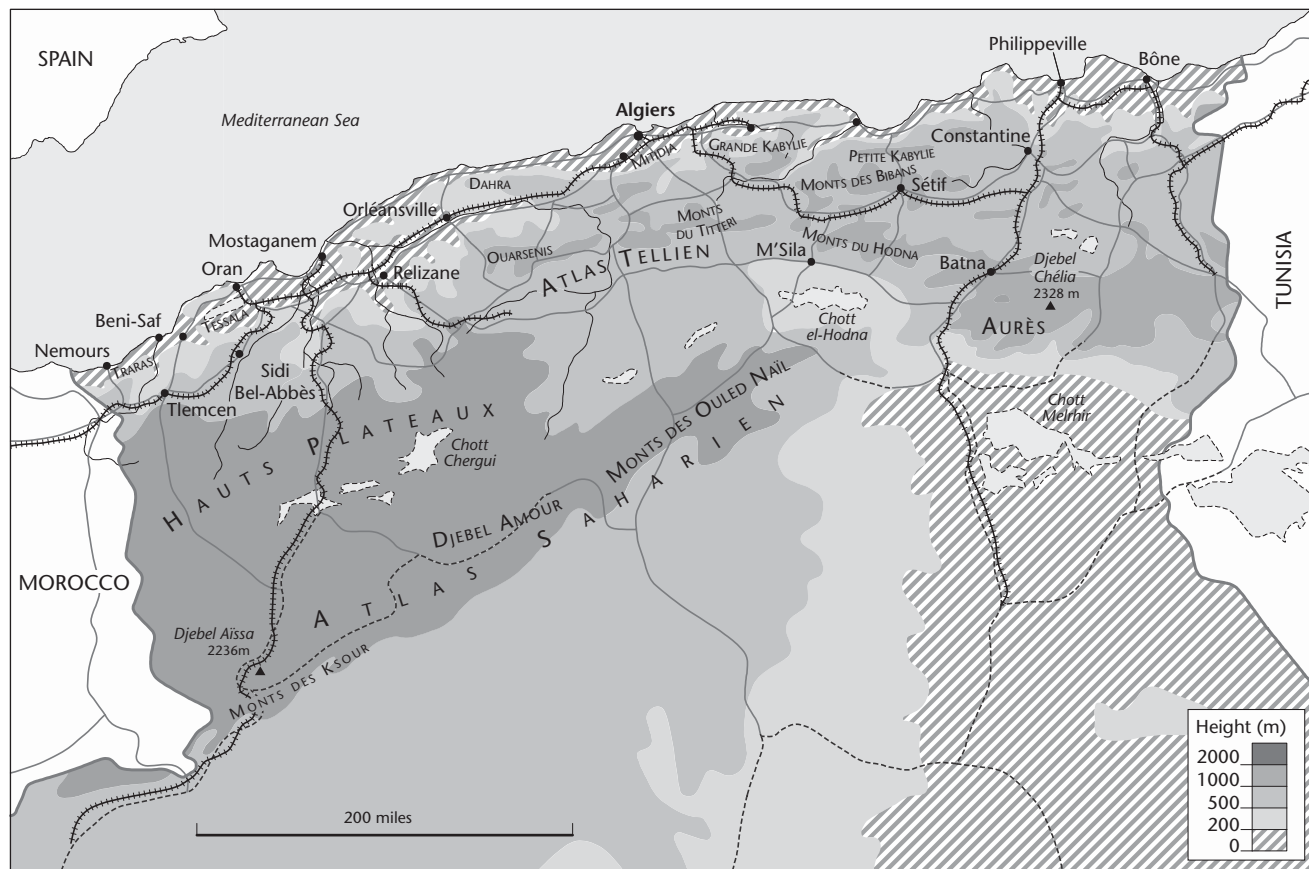 SPAIN
Mediterranean Sea
Philippeville
Bône
Algiers
MITIDJA
GRANDE KABYLIE
Constantine
PETITE KABYLIE
MONTS DES BIBANS
Sétif
DAHRA
Orléansville
MONTS
DU TITTERI
Mostaganem
OUARSENIS
ATLAS TELLIEN
M'Sila
MONTS DU HODNA
Batna
Djebel
Chélia
2328 m
TUNISIA
Oran
Relizane
Beni-Saf
TESSALA
Chott
el-Hodna
AURÈS
Nemours
TRARAS
Sidi
Bel-Abbès
Tlemcen
HAUTS PLATEAUX
Chott
Chergui
MONTS DES OULED NAÏL
Chott
Melrhir
DJEBEL AMOUR
ATLAS SAHARIEN
MOROCCO
Djebel Aïssa
2236m
MONTS DES KSOUR
200 miles
Height (m)
2000
1000
500
200
0